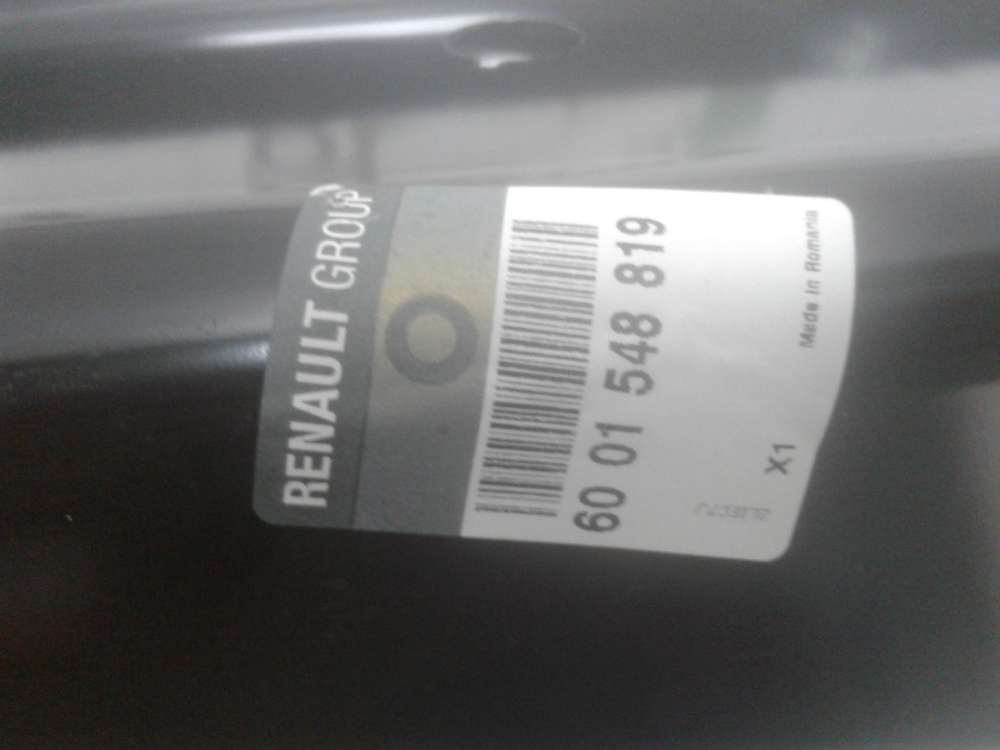 RENAULT GROUP
60 01 548 819
X1
Made in Romania